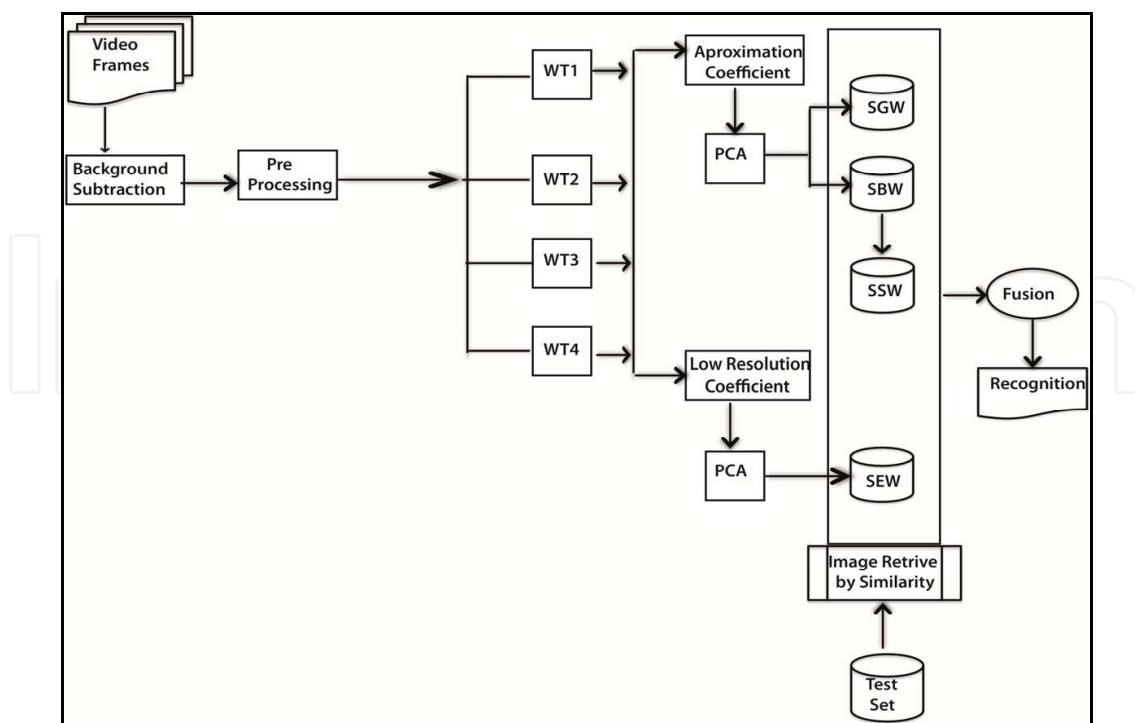 Video
Frames
Background
Subtraction
Pre
Processing
WT1
WT2
WT3
WT4
Aproximation
Coefficient
PCA
Low Resolution
Coefficient
PCA
SGW
SBW
SSW
SEW
Fusion
Recognition
Image Retrive
by Similarity
Test
Set